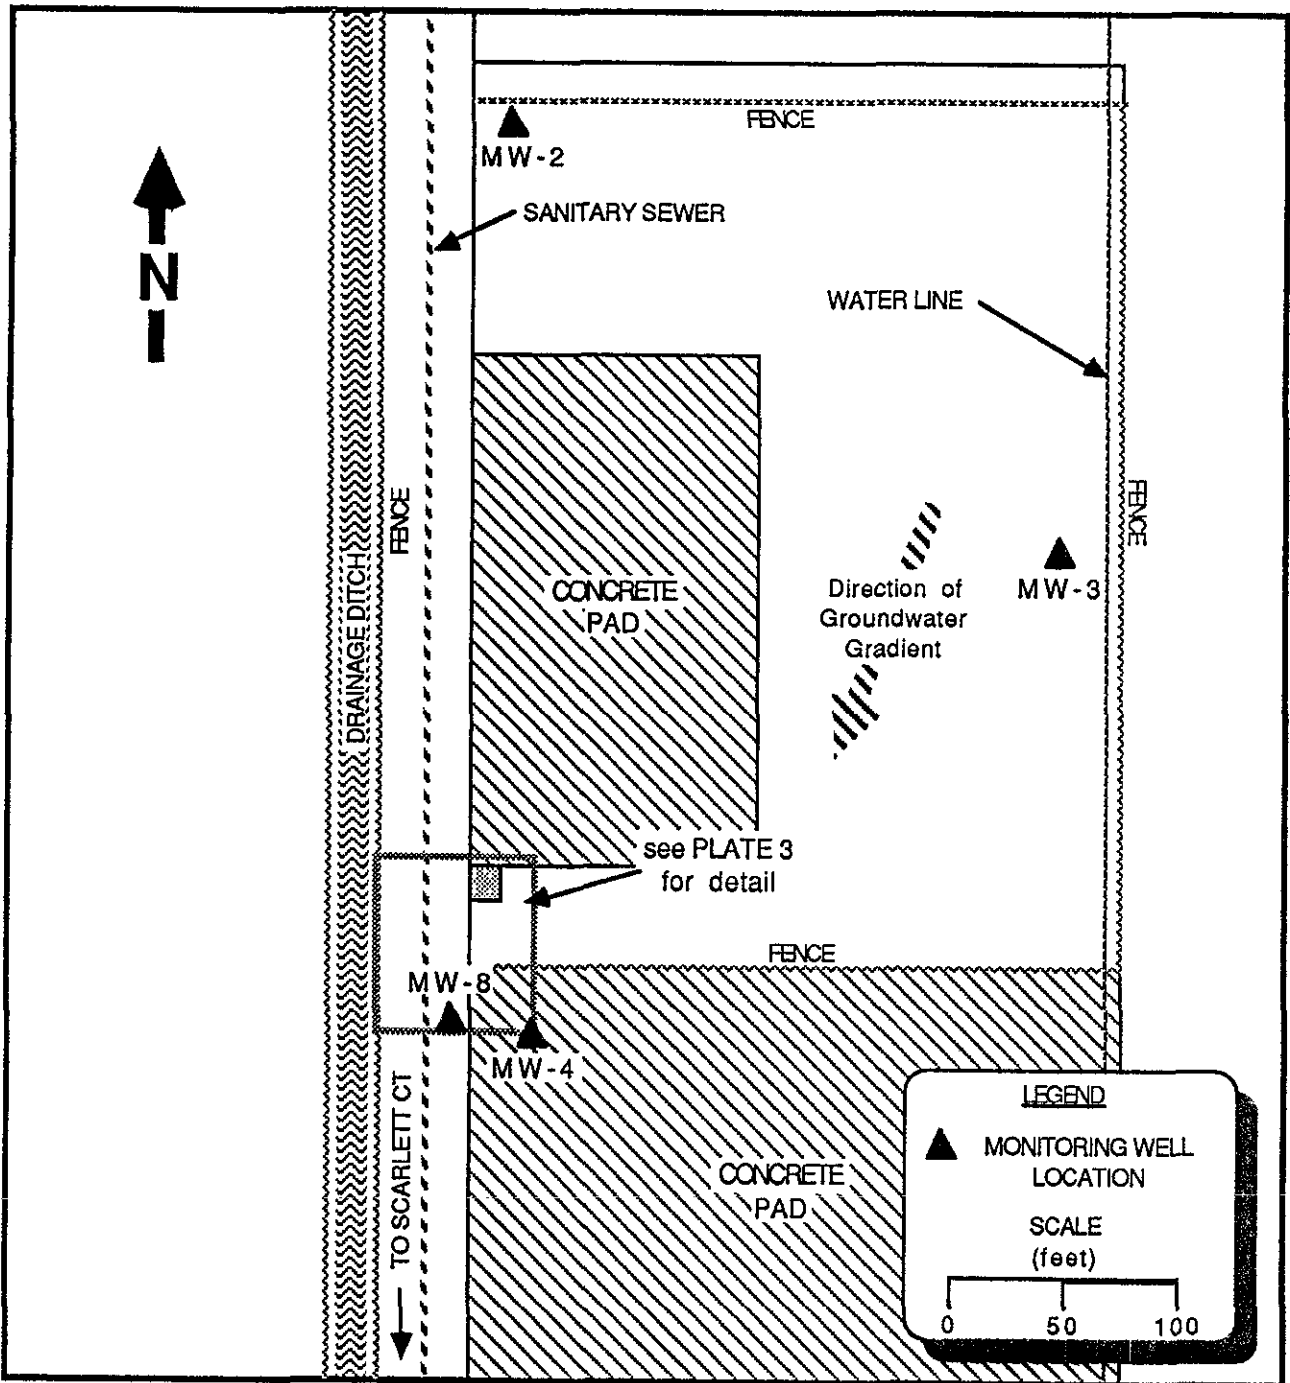 FENCE
MW-2
SANITARY SEWER
N
WATER LINE
FENCE
FENCE
DRAINAGE DITCH
CONCRETE
PAD
Direction of
Groundwater
Gradient
MW-3
see PLATE 3
for detail
FENCE
MW-8
MW-4
TO SCARLETT CT
CONCRETE
PAD
LEGEND
MONITORING WELL
LOCATION
SCALE
(feet)
0 50 100